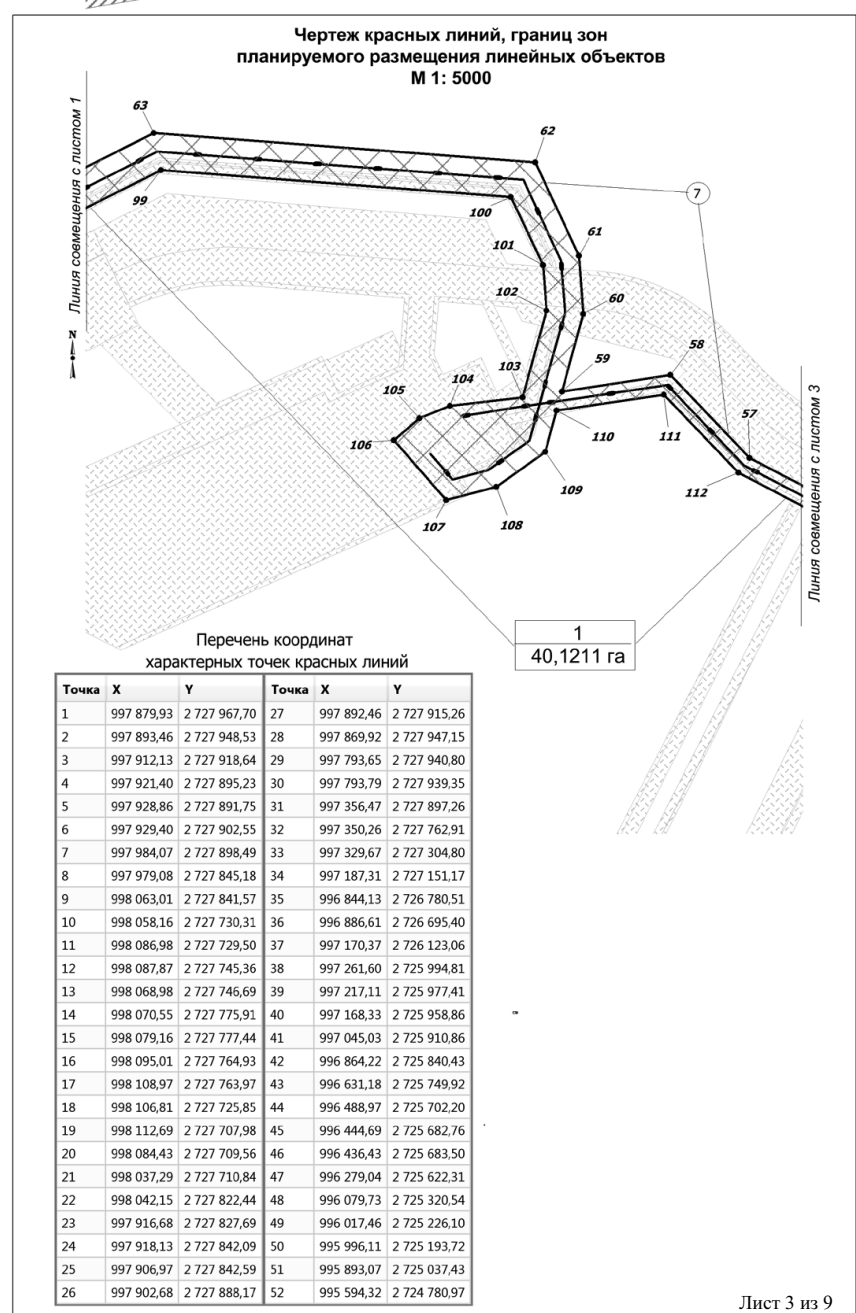 Чертеж красных линий, границ зон
планируемого размещения линейных объектов
М 1: 5000
Линия совмещения с листом 1
63
62
99
100
7
101
61
102
60
N
59
58
103
104
105
57
106
110
111
112
109
107
108
Линия совмещения с листом 3
1
40,1211 га
Перечень координат
характерных точек красных линий
Точка X Y Точка X Y
1 997 879,93 2 727 967,70 27 997 892,46 2 727 915,26
2 997 893,46 2 727 948,53 28 997 869,92 2 727 947,15
3 997 912,13 2 727 918,64 29 997 793,65 2 727 940,80
4 997 921,40 2 727 895,23 30 997 793,79 2 727 939,35
5 997 928,86 2 727 891,75 31 997 356,47 2 727 897,26
6 997 929,40 2 727 902,55 32 997 350,26 2 727 762,91
7 997 984,07 2 727 898,49 33 997 329,67 2 727 304,80
8 997 979,08 2 727 845,18 34 997 187,31 2 727 151,17
9 998 063,01 2 727 841,57 35 996 844,13 2 726 780,51
10 998 058,16 2 727 730,31 36 996 886,61 2 726 695,40
11 998 086,98 2 727 729,50 37 997 170,37 2 726 123,06
12 998 087,87 2 727 745,36 38 997 261,60 2 725 994,81
13 998 068,98 2 727 746,69 39 997 217,11 2 725 977,41
14 998 070,55 2 727 775,91 40 997 168,33 2 725 958,86
15 998 079,16 2 727 777,44 41 997 045,03 2 725 910,86
16 998 095,01 2 727 764,93 42 996 864,22 2 725 840,43
17 998 108,97 2 727 763,97 43 996 631,18 2 725 749,92
18 998 106,81 2 727 725,85 44 996 488,97 2 725 702,20
19 998 112,69 2 727 707,98 45 996 444,69 2 725 682,76
20 998 084,43 2 727 709,56 46 996 436,43 2 725 683,50
21 998 037,29 2 727 710,84 47 996 279,04 2 725 622,31
22 998 042,15 2 727 822,44 48 996 079,73 2 725 320,54
23 997 916,68 2 727 827,69 49 996 017,46 2 725 226,10
24 997 918,13 2 727 842,09 50 995 996,11 2 725 193,72
25 997 906,97 2 727 842,59 51 995 893,07 2 725 037,43
26 997 902,68 2 727 888,17 52 995 594,32 2 724 780,97
Лист 3 из 9